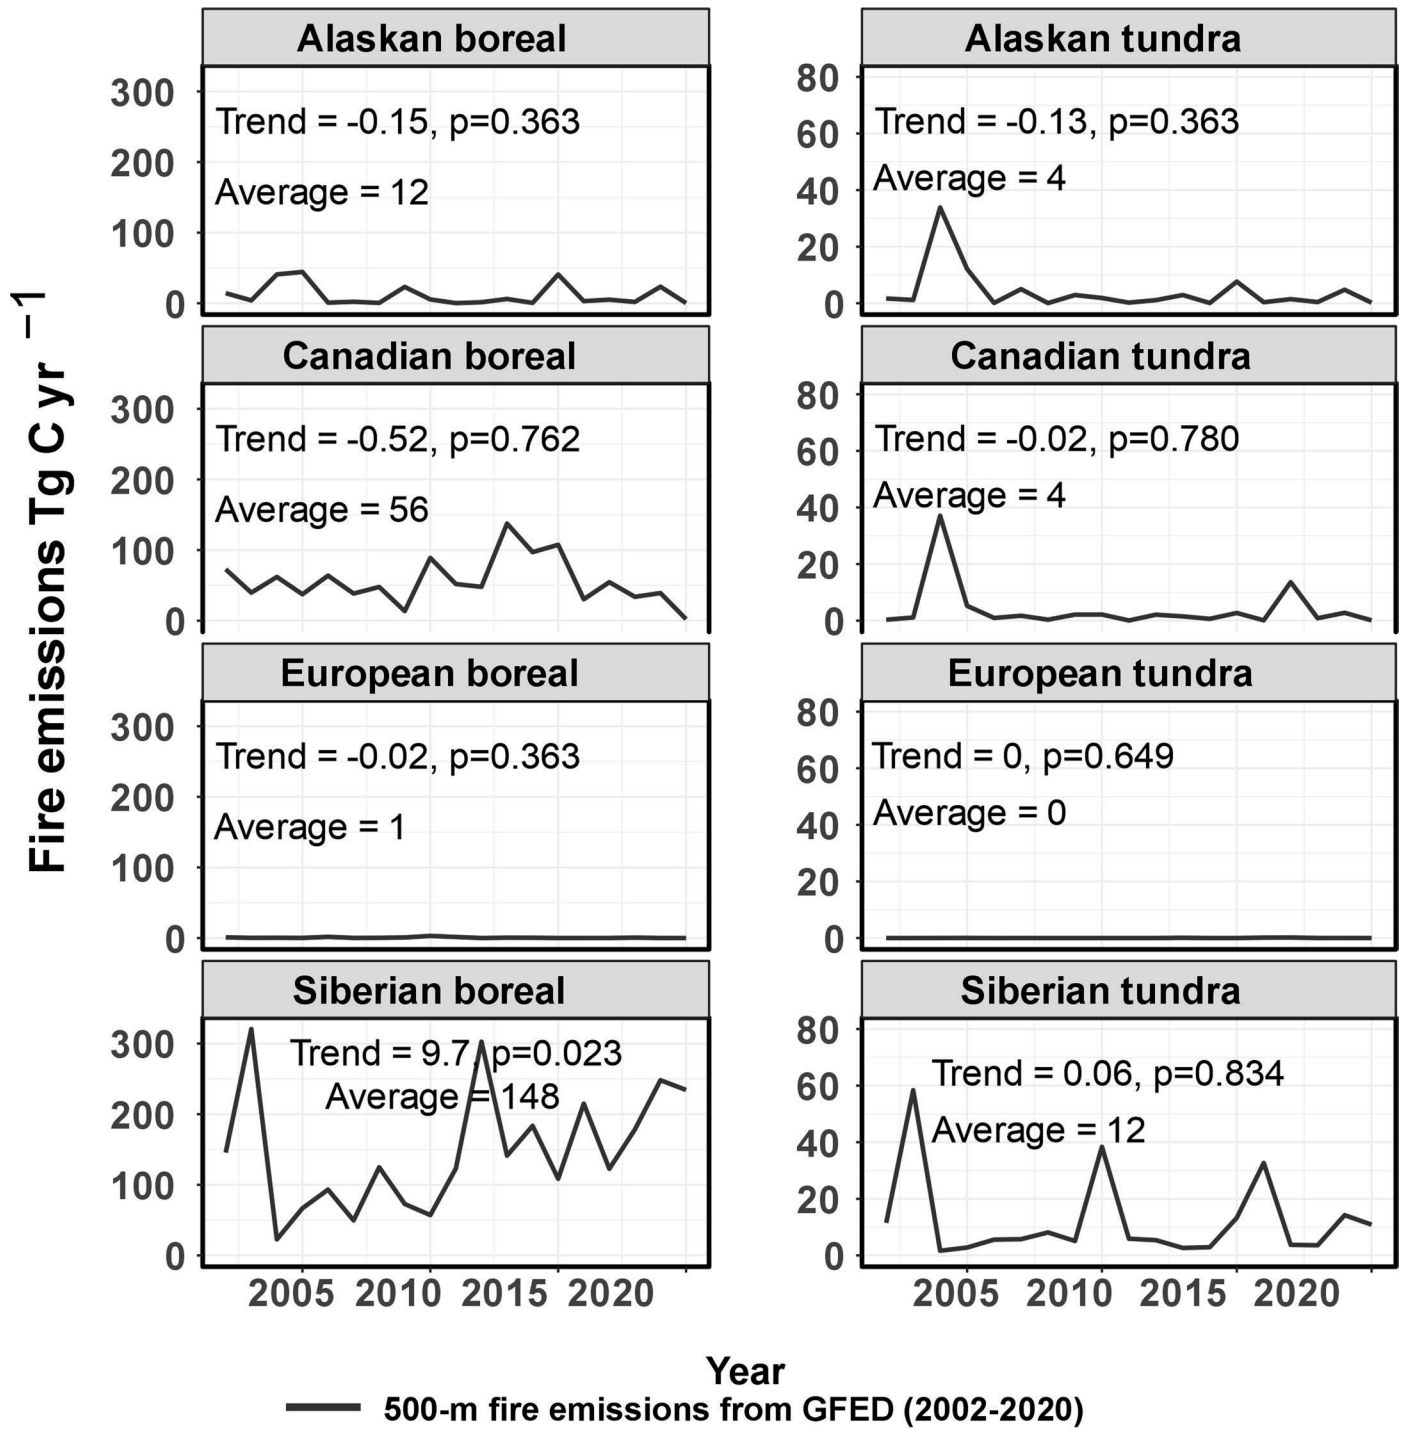 Alaskan boreal
300
200
100
0
Trend = -0.15, p=0.363
Average = 12
Alaskan tundra
80
60
40
20
0
Trend = -0.13, p=0.363
Average = 4
Canadian boreal
300
200
100
0
Trend = -0.52, p=0.762
Average = 56
Canadian tundra
80
60
40
20
0
Trend = -0.02, p=0.780
Average = 4
European boreal
300
200
100
0
Trend = -0.02, p=0.363
Average = 1
European tundra
80
60
40
20
0
Trend = 0, p=0.649
Average = 0
Siberian boreal
300
200
100
0
Trend = 9.7, p=0.023
Average = 148
Siberian tundra
80
60
40
20
0
Trend = 0.06, p=0.834
Average = 12
2005 2010 2015 2020
2005 2010 2015 2020
Fire emissions Tg C yr −1
Year
500-m fire emissions from GFED (2002-2020)